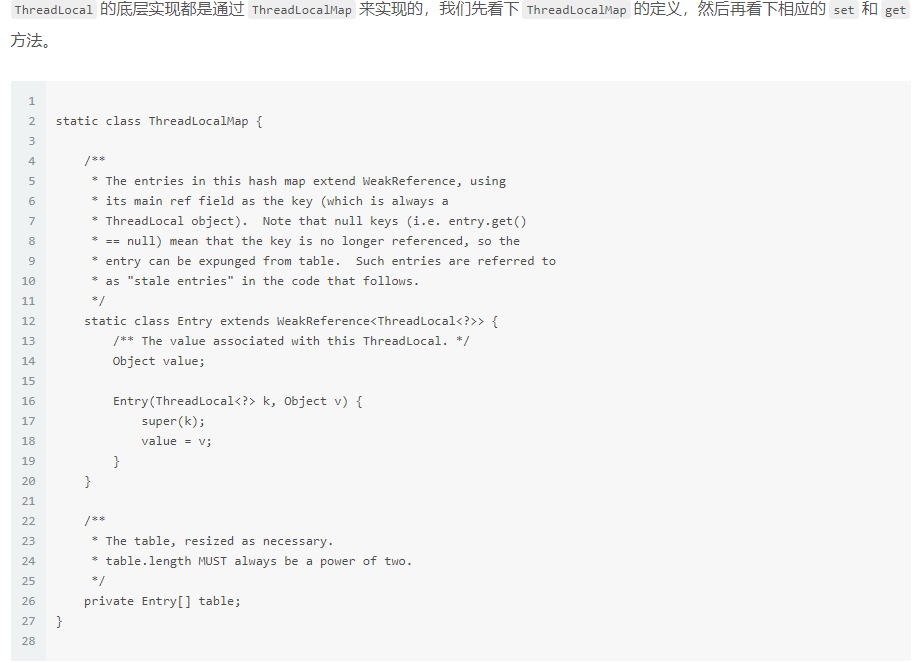 ThreadLocal 的底层实现都是通过 ThreadLocalMap 来实现的，我们先看下 ThreadLocalMap 的定义，然后再看下相应的 set 和 get
方法。
1
2 static class ThreadLocalMap {
3
4     /**
5      * The entries in this hash map extend WeakReference, using
6      * its main ref field as the key (which is always a
7      * ThreadLocal object).  Note that null keys (i.e. entry.get()
8      * == null) mean that the key is no longer referenced, so the
9      * entry can be expunged from table.  Such entries are referred to
10      * as "stale entries" in the code that follows.
11      */
12     static class Entry extends WeakReference<ThreadLocal<?>> {
13         /** The value associated with this ThreadLocal. */
14         Object value;
15
16         Entry(ThreadLocal<?> k, Object v) {
17             super(k);
18             value = v;
19         }
20     }
21
22     /**
23      * The table, resized as necessary.
24      * table.length MUST always be a power of two.
25      */
26     private Entry[] table;
27 }
28